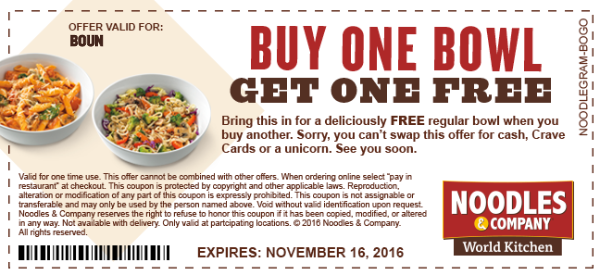 OFFER VALID FOR:
BOUN
BUY ONE BOWL
GET ONE FREE
Bring this in for a deliciously FREE regular bowl when you
buy another. Sorry, you can't swap this offer for cash, Crave
Cards or a unicorn. See you soon.
NOODLEGRAM-BOGO
Valid for one time use. This offer cannot be combined with other offers. When ordering online select "pay in
restaurant" at checkout. This coupon is protected by copyright and other applicable laws. Reproduction,
alteration or modification of any part of this coupon is expressly prohibited. This coupon is not assignable or
transferable and may only be used by the person named above. Void without valid identification upon request.
Noodles & Company reserves the right to refuse to honor this coupon if it has been copied, modified, or altered
in any way. Not available with delivery. Only valid at partcipating locations. © 2016 Noodles & Company.
All rights reserved.
NOODLES
& COMPANY
World Kitchen
EXPIRES: NOVEMBER 16, 2016